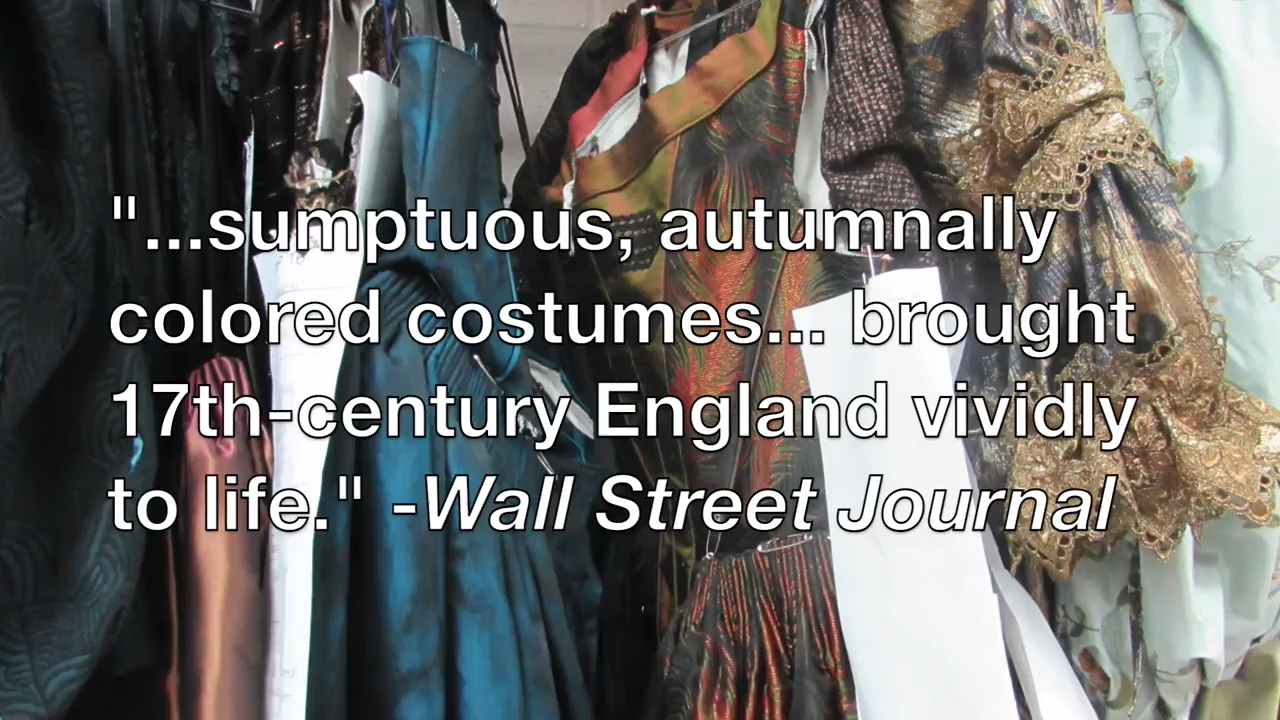 "...sumptuous, autumnally
colored costumes... brought
17th-century England vividly
to life." -Wall Street Journal